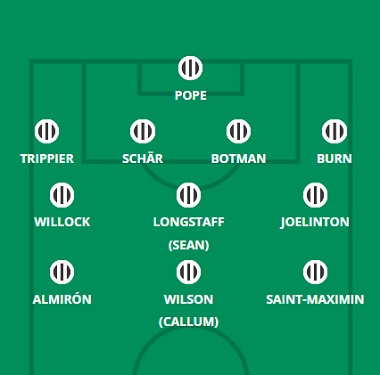 POPE
TRIPPIER SCHÄR BOTMAN BURN
WILLOCK LONGSTAFF JOELINTON
(SEAN)
ALMIRÓN WILSON SAINT-MAXIMIN
(CALLUM)